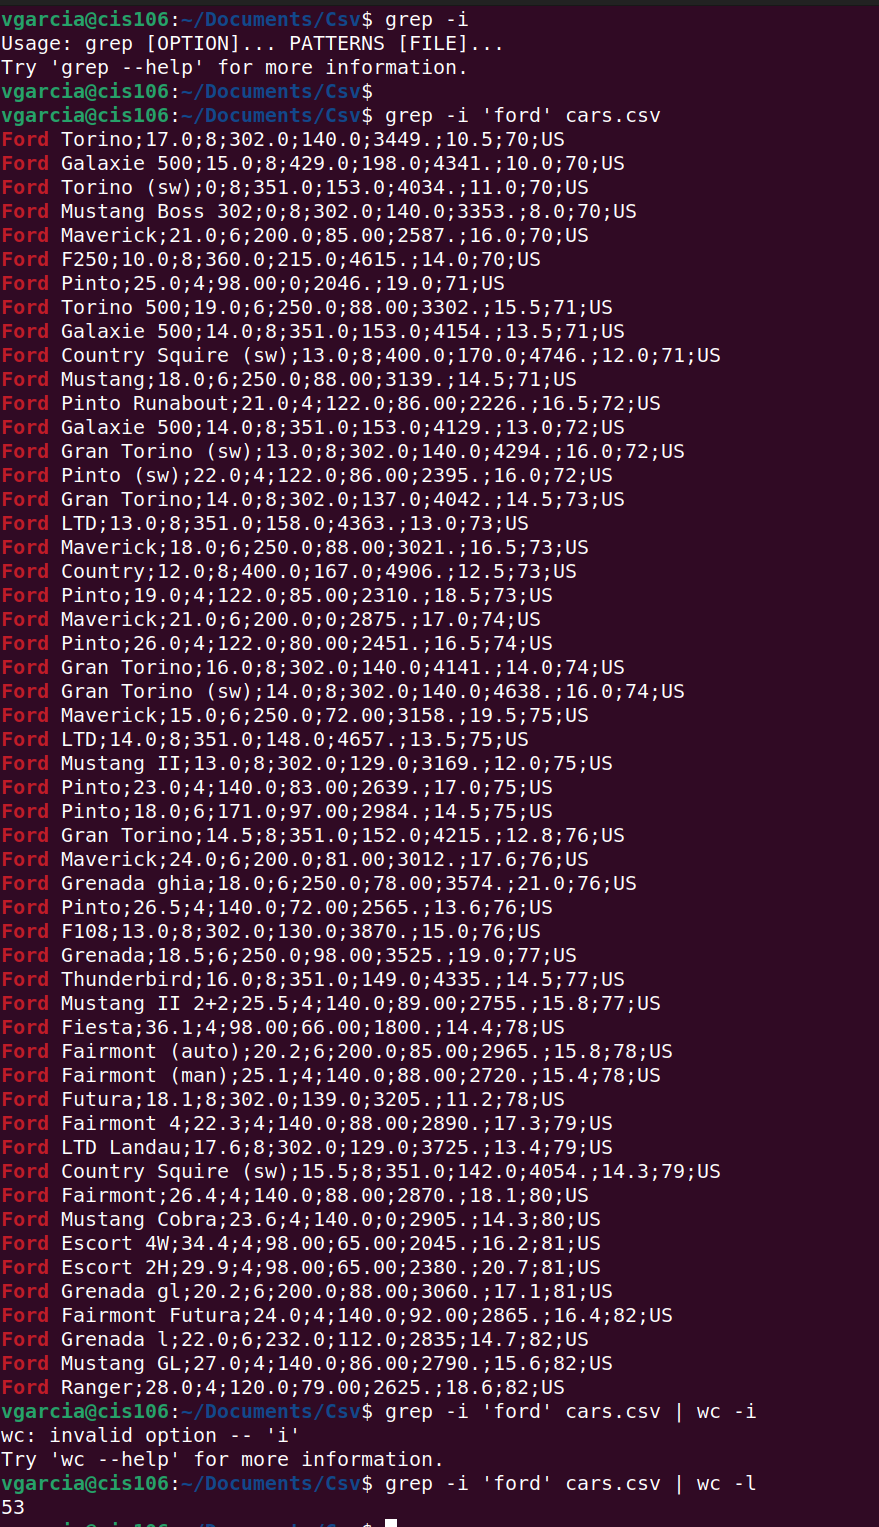 vgarcia@cis106:~/Documents/Csv$ grep -i
Usage: grep [OPTION]... PATTERNS [FILE]...
Try 'grep --help' for more information.
vgarcia@cis106:~/Documents/Csv$
vgarcia@cis106:~/Documents/Csv$ grep -i 'ford' cars.csv
Ford Torino;17.0;8;302.0;140.0;3449.;10.5;70;US
Ford Galaxie 500;15.0;8;429.0;198.0;4341.;10.0;70;US
Ford Torino (sw);0;8;351.0;153.0;4034.;11.0;70;US
Ford Mustang Boss 302;0;8;302.0;140.0;3353.;8.0;70;US
Ford Maverick;21.0;6;200.0;85.00;2587.;16.0;70;US
Ford F250;10.0;8;360.0;215.0;4615.;14.0;70;US
Ford Pinto;25.0;4;98.00;0;2046.;19.0;71;US
Ford Torino 500;19.0;6;250.0;88.00;3302.;15.5;71;US
Ford Galaxie 500;14.0;8;351.0;153.0;4154.;13.5;71;US
Ford Country Squire (sw);13.0;8;400.0;170.0;4746.;12.0;71;US
Ford Mustang;18.0;6;250.0;88.00;3139.;14.5;71;US
Ford Pinto Runabout;21.0;4;122.0;86.00;2226.;16.5;72;US
Ford Galaxie 500;14.0;8;351.0;153.0;4129.;13.0;72;US
Ford Gran Torino (sw);13.0;8;302.0;140.0;4294.;16.0;72;US
Ford Pinto (sw);22.0;4;122.0;86.00;2395.;16.0;72;US
Ford Gran Torino;14.0;8;302.0;137.0;4042.;14.5;73;US
Ford LTD;13.0;8;351.0;158.0;4363.;13.0;73;US
Ford Maverick;18.0;6;250.0;88.00;3021.;16.5;73;US
Ford Country;12.0;8;400.0;167.0;4906.;12.5;73;US
Ford Pinto;19.0;4;122.0;85.00;2310.;18.5;73;US
Ford Maverick;21.0;6;200.0;0;2875.;17.0;74;US
Ford Pinto;26.0;4;122.0;80.00;2451.;16.5;74;US
Ford Gran Torino;16.0;8;302.0;140.0;4141.;14.0;74;US
Ford Gran Torino (sw);14.0;8;302.0;140.0;4638.;16.0;74;US
Ford Maverick;15.0;6;250.0;72.00;3158.;19.5;75;US
Ford LTD;14.0;8;351.0;148.0;4657.;13.5;75;US
Ford Mustang II;13.0;8;302.0;129.0;3169.;12.0;75;US
Ford Pinto;23.0;4;140.0;83.00;2639.;17.0;75;US
Ford Pinto;18.0;6;171.0;97.00;2984.;14.5;75;US
Ford Gran Torino;14.5;8;351.0;152.0;4215.;12.8;76;US
Ford Maverick;24.0;6;200.0;81.00;3012.;17.6;76;US
Ford Grenada ghia;18.0;6;250.0;78.00;3574.;21.0;76;US
Ford Pinto;26.5;4;140.0;72.00;2565.;13.6;76;US
Ford F108;13.0;8;302.0;130.0;3870.;15.0;76;US
Ford Grenada;18.5;6;250.0;98.00;3525.;19.0;77;US
Ford Thunderbird;16.0;8;351.0;149.0;4335.;14.5;77;US
Ford Mustang II 2+2;25.5;4;140.0;89.00;2755.;15.8;77;US
Ford Fiesta;36.1;4;98.00;66.00;1800.;14.4;78;US
Ford Fairmont (auto);20.2;6;200.0;85.00;2965.;15.8;78;US
Ford Fairmont (man);25.1;4;140.0;88.00;2720.;15.4;78;US
Ford Futura;18.1;8;302.0;139.0;3205.;11.2;78;US
Ford Fairmont 4;22.3;4;140.0;88.00;2890.;17.3;79;US
Ford LTD Landau;17.6;8;302.0;129.0;3725.;13.4;79;US
Ford Country Squire (sw);15.5;8;351.0;142.0;4054.;14.3;79;US
Ford Fairmont;26.4;4;140.0;88.00;2870.;18.1;80;US
Ford Mustang Cobra;23.6;4;140.0;0;2905.;14.3;80;US
Ford Escort 4W;34.4;4;98.00;65.00;2045.;16.2;81;US
Ford Escort 2H;29.9;4;98.00;65.00;2380.;20.7;81;US
Ford Grenada gl;20.2;6;200.0;88.00;3060.;17.1;81;US
Ford Fairmont Futura;24.0;4;140.0;92.00;2865.;16.4;82;US
Ford Grenada l;22.0;6;232.0;112.0;2835;14.7;82;US
Ford Mustang GL;27.0;4;140.0;86.00;2790.;15.6;82;US
Ford Ranger;28.0;4;120.0;79.00;2625.;18.6;82;US
vgarcia@cis106:~/Documents/Csv$ grep -i 'ford' cars.csv | wc -i
wc: invalid option -- 'i'
Try 'wc --help' for more information.
vgarcia@cis106:~/Documents/Csv$ grep -i 'ford' cars.csv | wc -l
53
vgarcia@cis106:~/Documents/Csv$